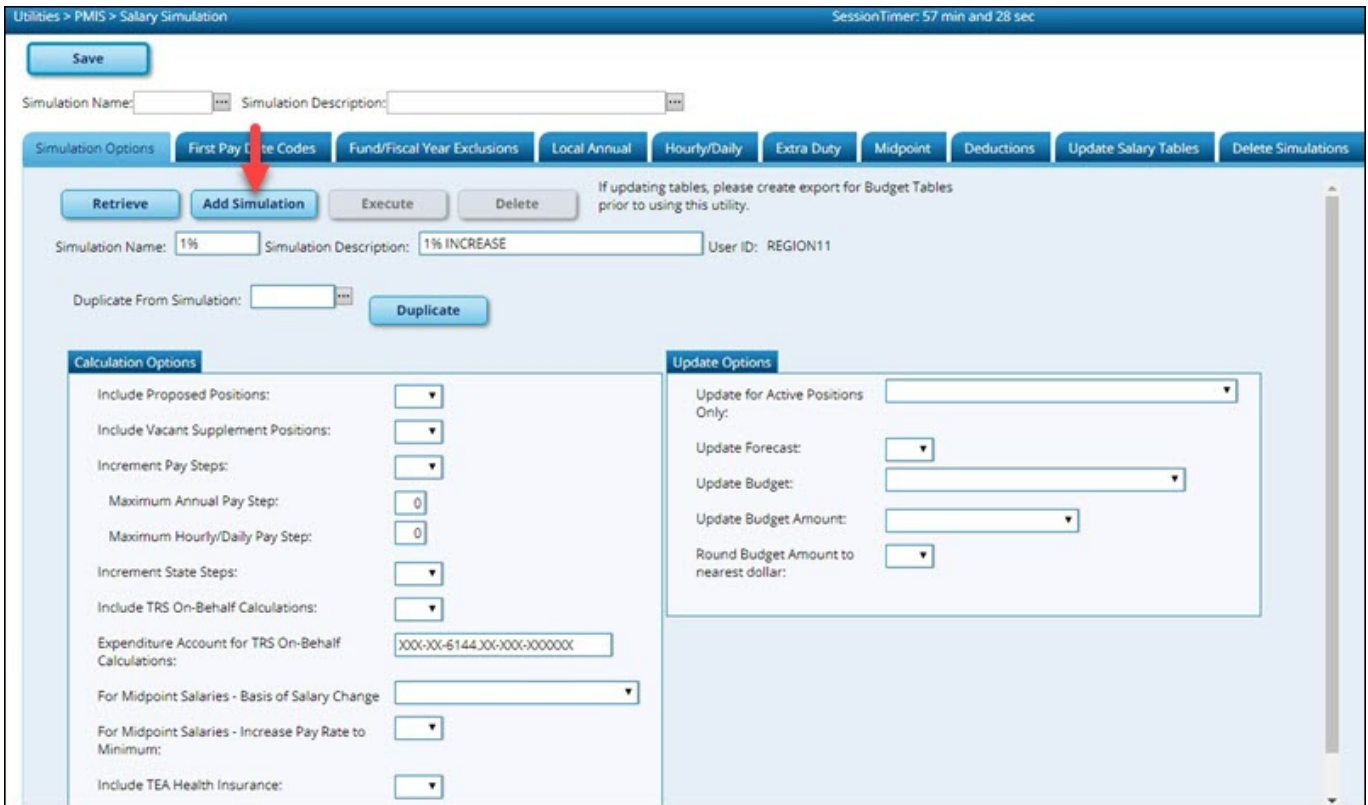 Utilities > PMIS > Salary Simulation SessionTimer: 57 min and 28 sec
Save
Simulation Name: Simulation Description:
Simulation Options First Pay Date Codes Fund/Fiscal Year Exclusions Local Annual Hourly/Daily Extra Duty Midpoint Deductions Update Salary Tables Delete Simulations
Retrieve Add Simulation Execute Delete If updating tables, please create export for Budget Tables
prior to using this utility.
Simulation Name: 1% Simulation Description: 1% INCREASE User ID: REGION11
Duplicate From Simulation: Duplicate
Calculation Options
Include Proposed Positions:
Include Vacant Supplement Positions:
Increment Pay Steps:
Maximum Annual Pay Step: 0
Maximum Hourly/Daily Pay Step: 0
Increment State Steps:
Include TRS On-Behalf Calculations:
Expenditure Account for TRS On-Behalf
Calculations: XXX-XX-6144.XX-XXX-XXXXXX
For Midpoint Salaries - Basis of Salary Change
For Midpoint Salaries - Increase Pay Rate to
Minimum:
Include TEA Health Insurance:
Update Options
Update for Active Positions
Only:
Update Forecast:
Update Budget:
Update Budget Amount:
Round Budget Amount to
nearest dollar: